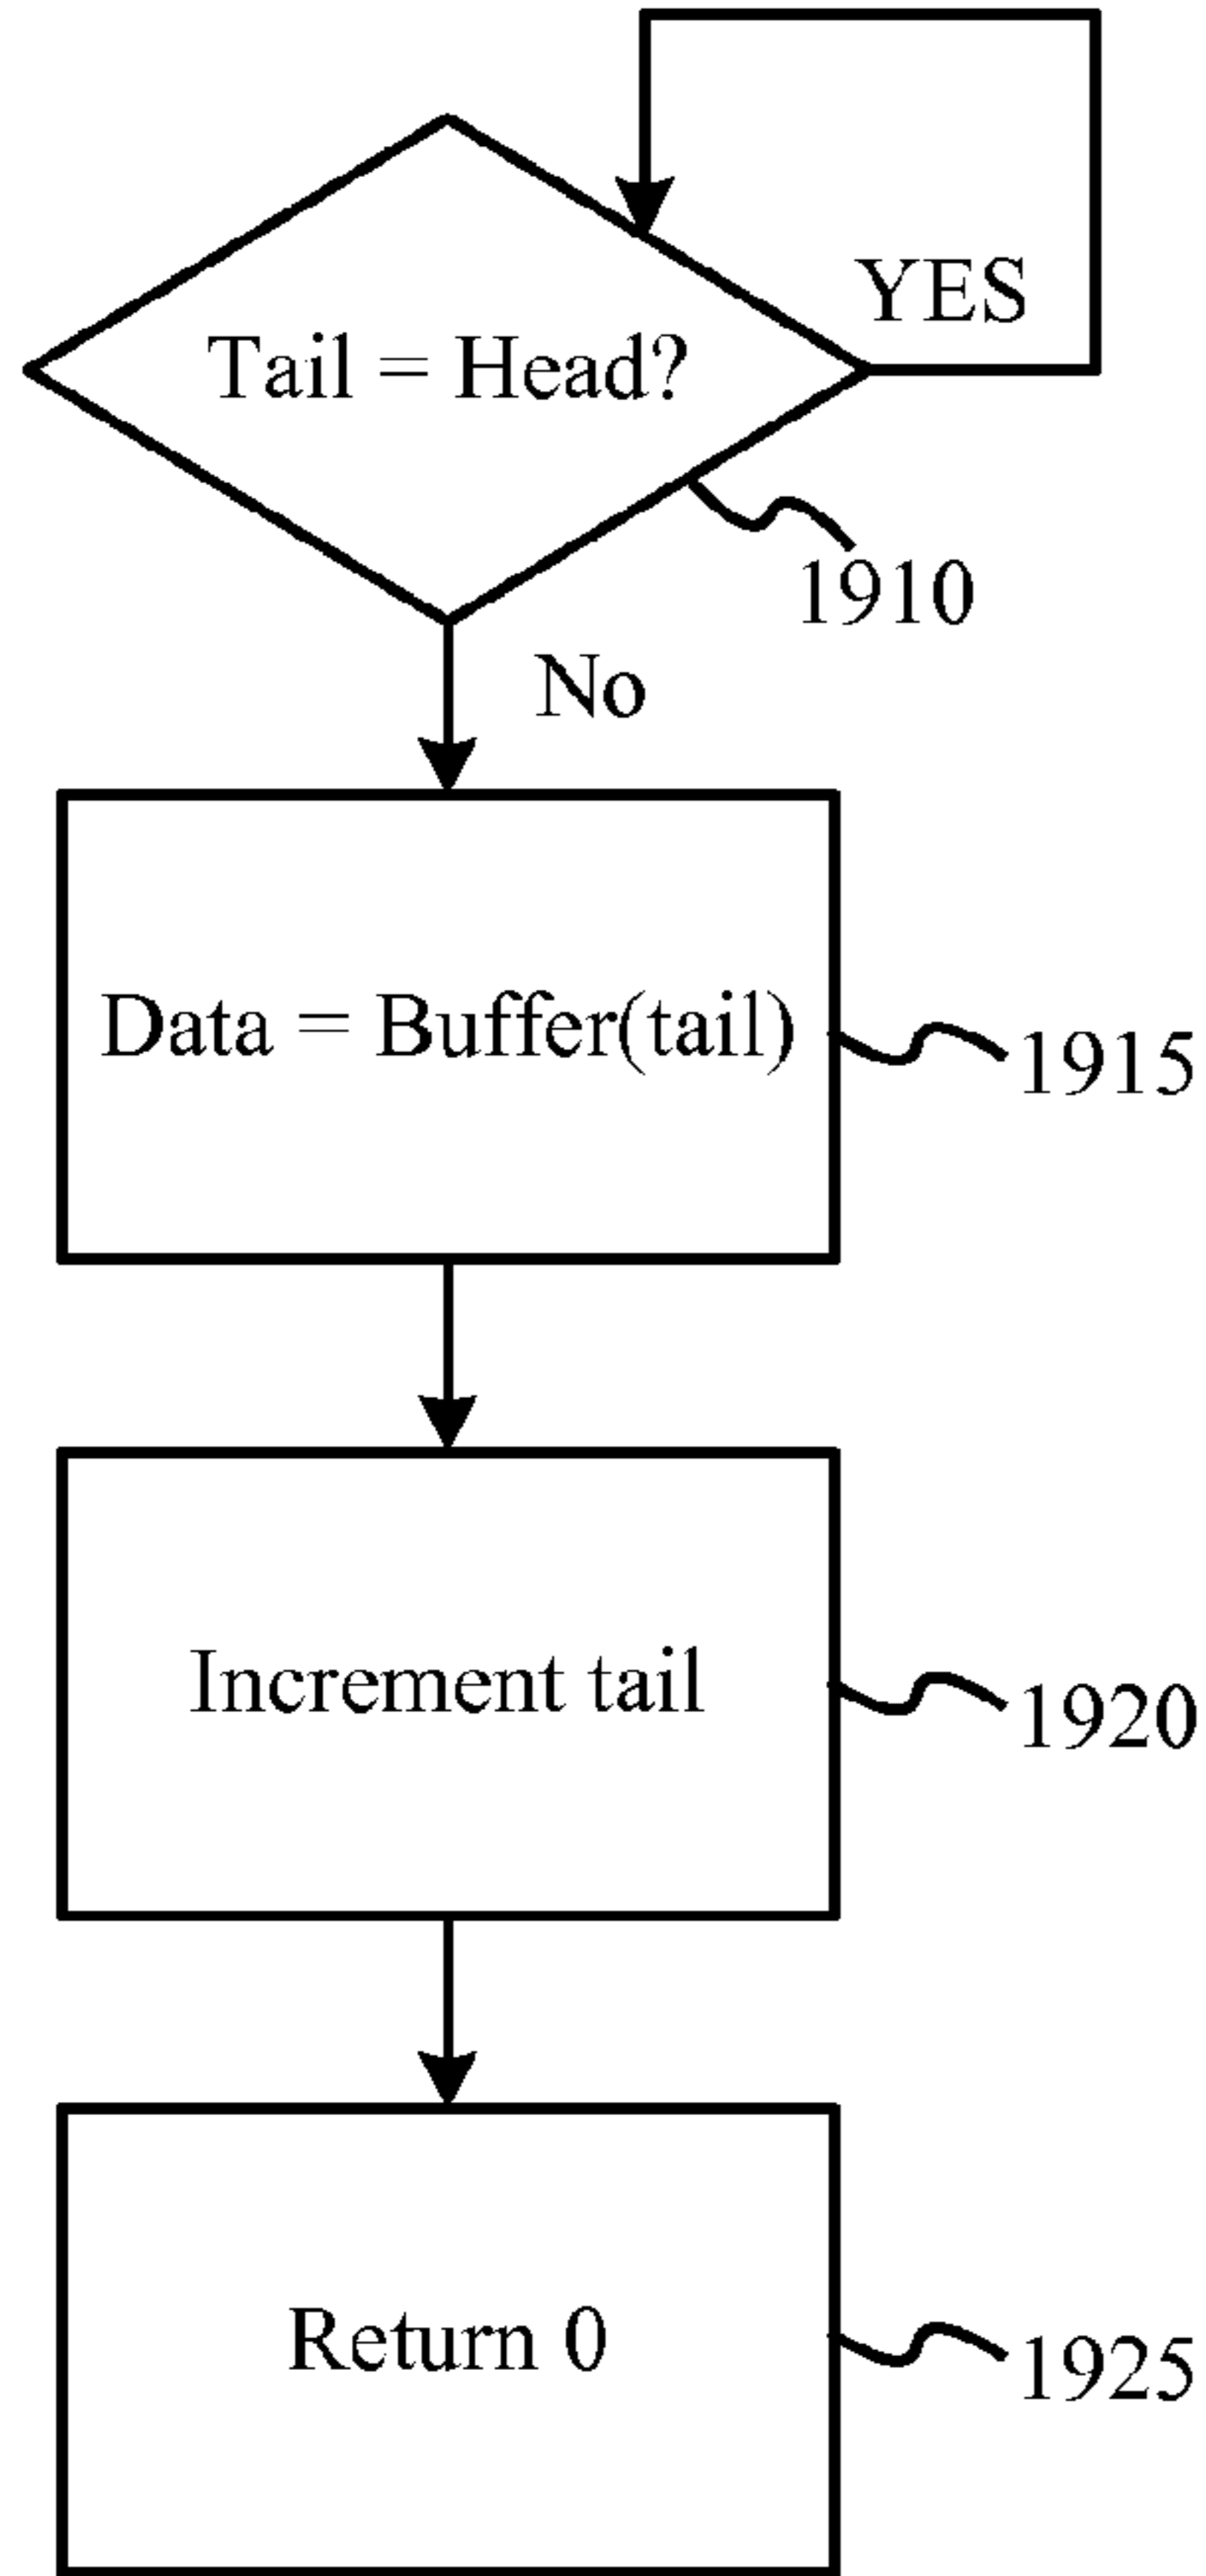 YES
Tail = Head?
1910
No
Data = Buffer(tail)
1915
Increment tail
1920
Return 0
1925